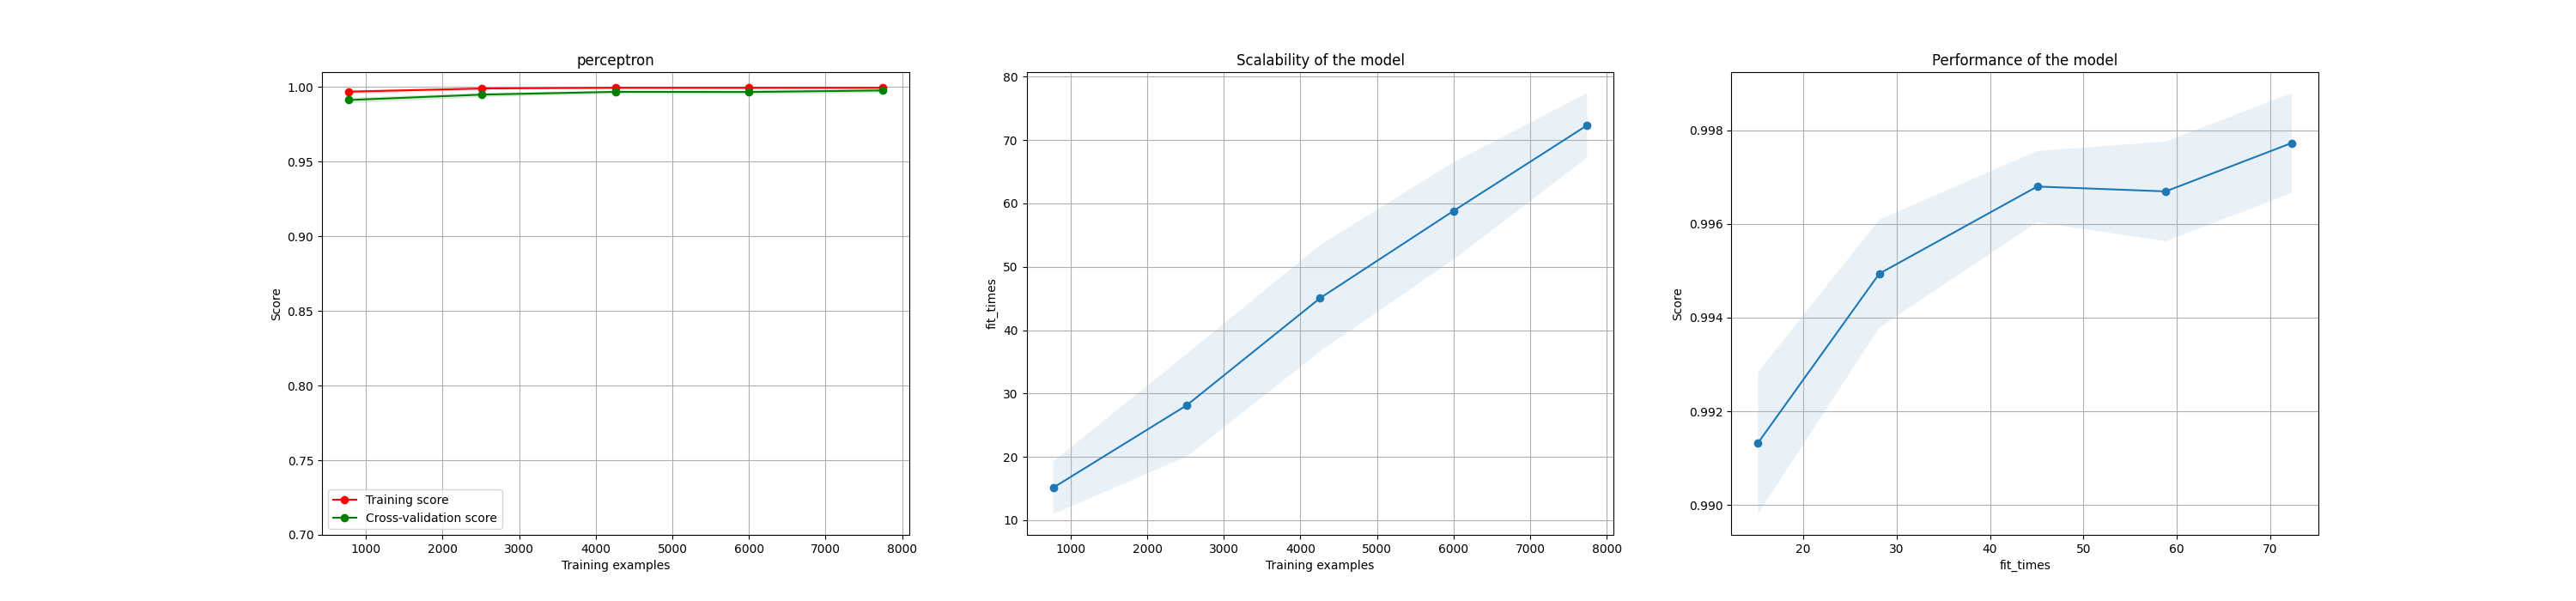 perceptron
1.00
0.95
0.90
0.85
0.80
0.75
0.70
Score
Training score
Cross-validation score
1000 2000 3000 4000 5000 6000 7000 8000
Training examples
Scalability of the model
80
70
60
50
40
30
20
10
fit_times
1000 2000 3000 4000 5000 6000 7000 8000
Training examples
Performance of the model
0.998
0.996
0.994
0.992
0.990
Score
20 30 40 50 60 70
fit_times